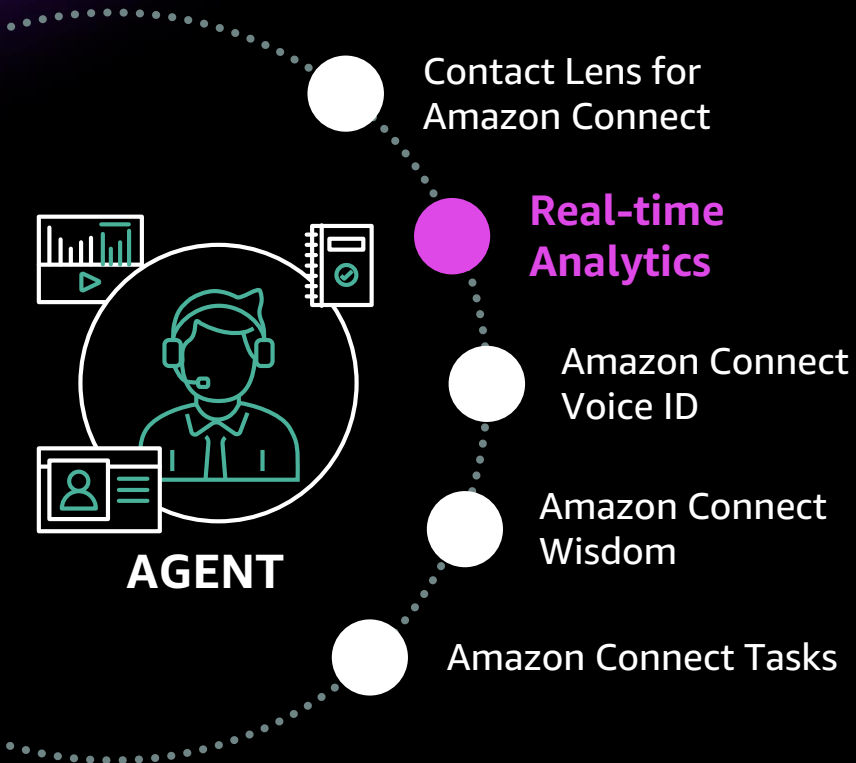 Contact Lens for
Amazon Connect
Real-time
Analytics
Amazon Connect
Voice ID
Amazon Connect
Wisdom
AGENT
Amazon Connect Tasks